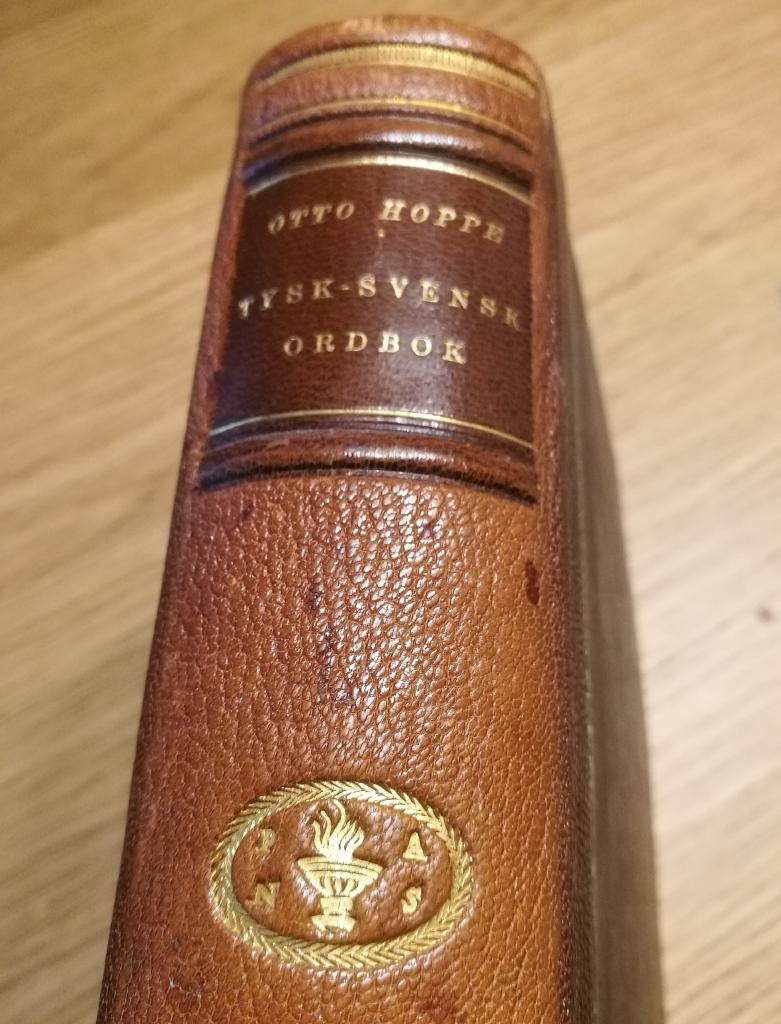 OTTO HOPPE
TYSK-SVENSK
ORDBOK
P A
N S